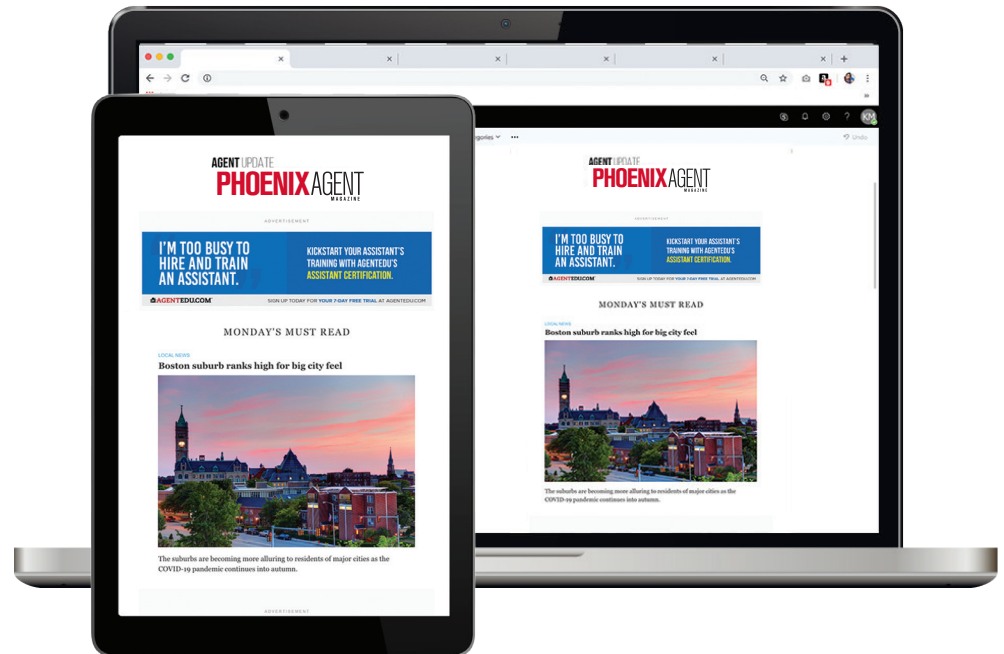 AGENT UPDATE
PHOENIX AGENT
MAGAZINE
ADVERTISEMENT
I'M TOO BUSY TO
HIRE AND TRAIN
AN ASSISTANT.
KICKSTART YOUR ASSISTANT'S
TRAINING WITH AGENTEDU'S
ASSISTANT CERTIFICATION.
AGENTEDU.COM
SIGN UP TODAY FOR YOUR 7-DAY FREE TRIAL AT AGENTEDU.COM
MONDAY'S MUST READ
LOCAL NEWS
Boston suburb ranks high for big city feel
The suburbs are becoming more alluring to residents of major cities as the
COVID-19 pandemic continues into autumn.
ADVERTISEMENT
KM
Undo
AGENT UPDATE
PHOENIX AGENT
MAGAZINE
ADVERTISEMENT
I'M TOO BUSY TO
HIRE AND TRAIN
AN ASSISTANT.
KICKSTART YOUR ASSISTANT'S
TRAINING WITH AGENTEDU'S
ASSISTANT CERTIFICATION.
AGENTEDU.COM
SIGN UP TODAY FOR YOUR 7-DAY FREE TRIAL AT AGENTEDU.COM
MONDAY'S MUST READ
LOCAL NEWS
Boston suburb ranks high for big city feel
The suburbs are becoming more alluring to residents of major cities as the
COVID-19 pandemic continues into autumn.